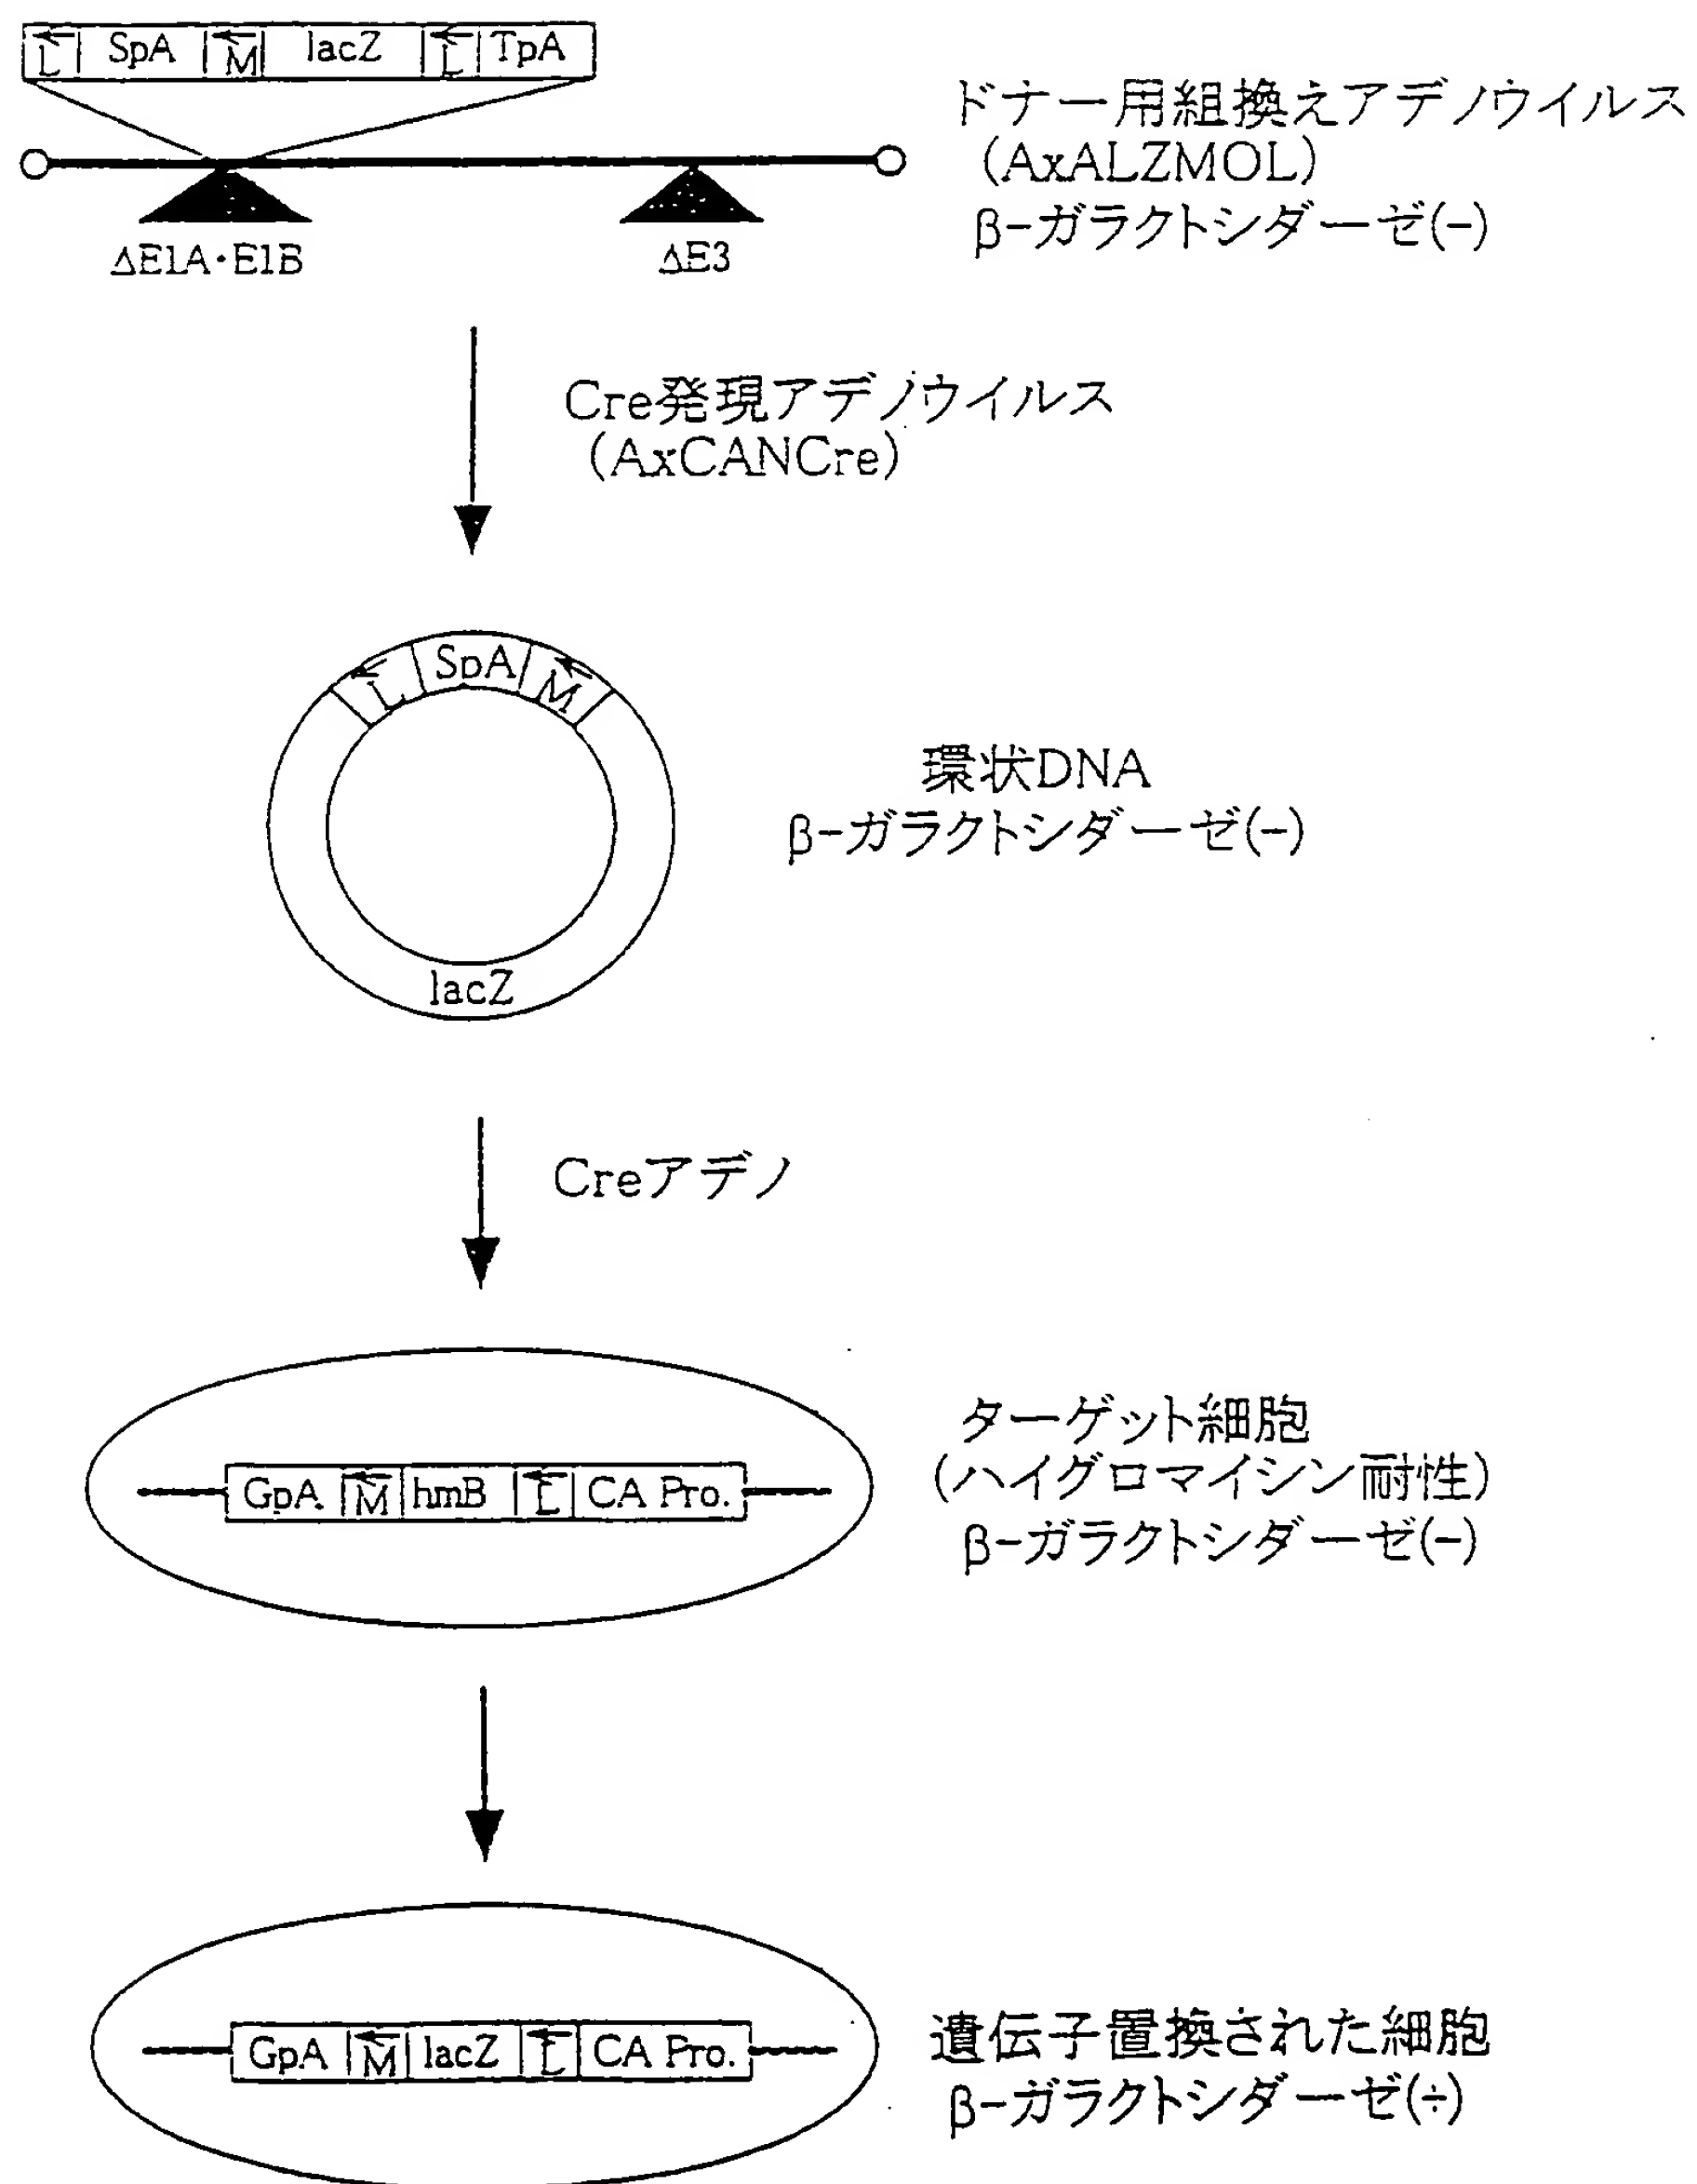 L SpA M lacZ L TpA
ドナー用組換えアデノウイルス
(AxALZMOL)
β-ガラクトシダーゼ(-)
ΔE1A·E1B ΔE3
Cre発現アデノウイルス
(AxCANCre)
L SpA M
lacZ
環状DNA
β-ガラクトシダーゼ(-)
Creアデノ
GpA M hmB L CA Pro.
ターゲット細胞
(ハイグロマイシン耐性)
β-ガラクトシダーゼ(-)
GpA M lacZ L CA Pro.
遺伝子置換された細胞
β-ガラクトシダーゼ(+)